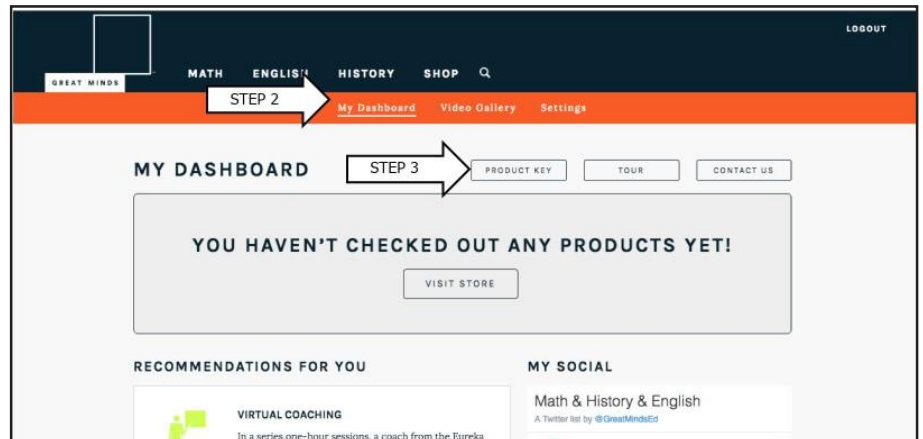 LOGOUT
GREAT MINDS
MATH ENGLISH HISTORY SHOP
STEP 2
My Dashboard Video Gallery Settings
MY DASHBOARD
STEP 3
PRODUCT KEY TOUR CONTACT US
YOU HAVEN'T CHECKED OUT ANY PRODUCTS YET!
VISIT STORE
RECOMMENDATIONS FOR YOU
MY SOCIAL
VIRTUAL COACHING
In a series one-hour sessions, a coach from the Eureka
Math & History & English
A Twitter list by @GreatMindsEd